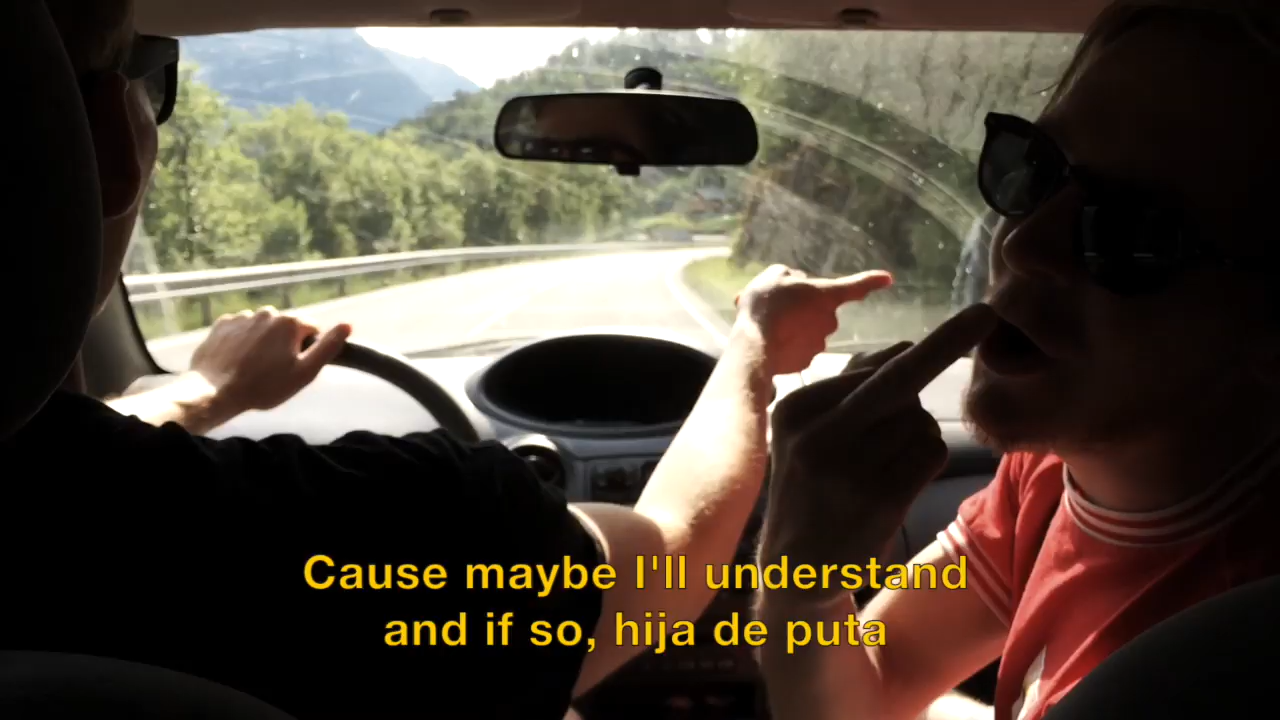 Cause maybe I'll understand
and if so, hija de puta